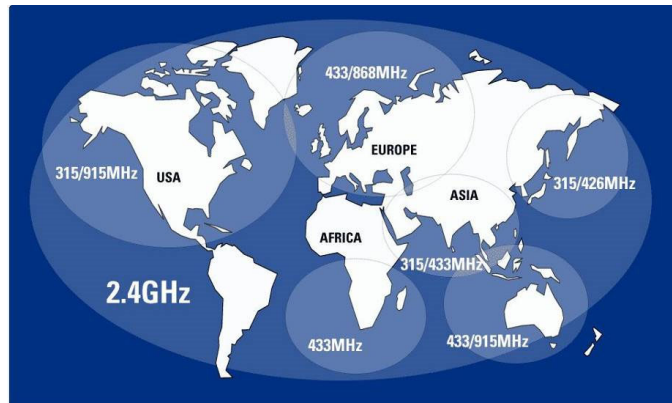 433/868MHz
EUROPE
315/915MHz
USA
ASIA
315/426MHz
AFRICA
315/433MHz
2.4GHz
433MHz
433/915MHz